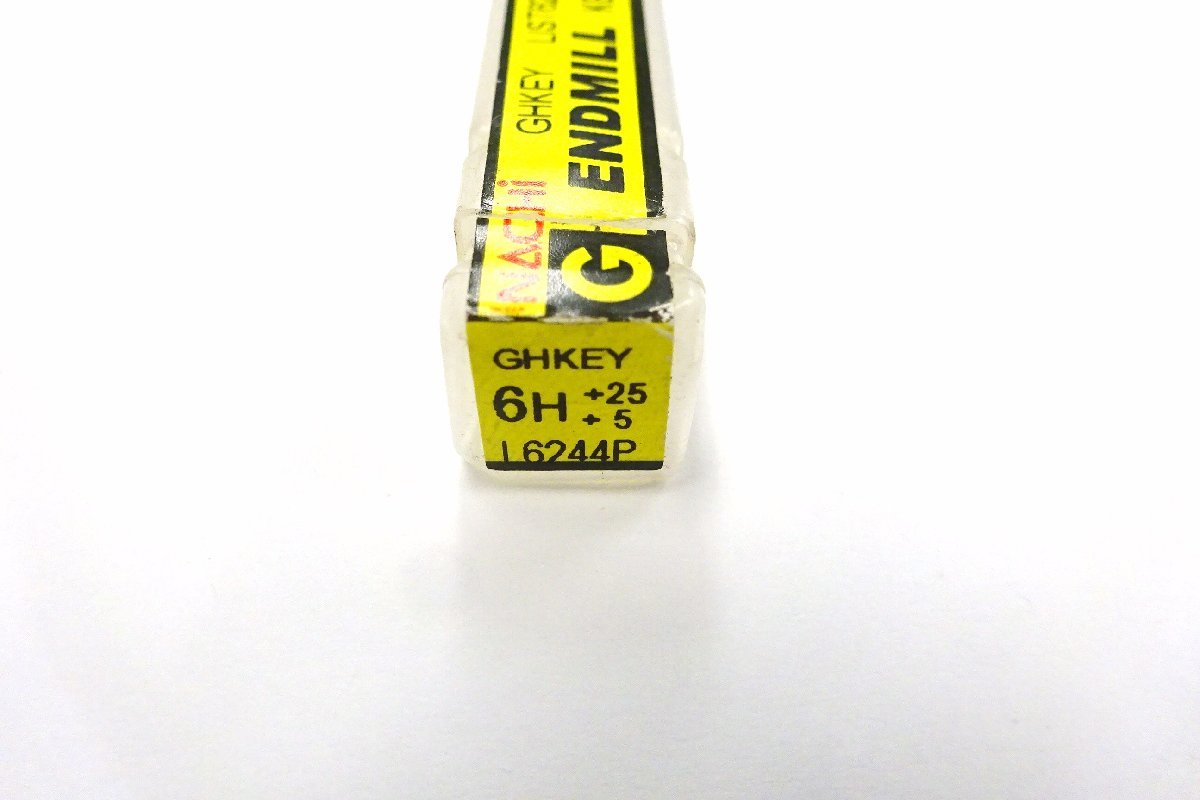 GHKEY
ENDMILL
NACHi
G
GHKEY
6H +25
+ 5
L6244P